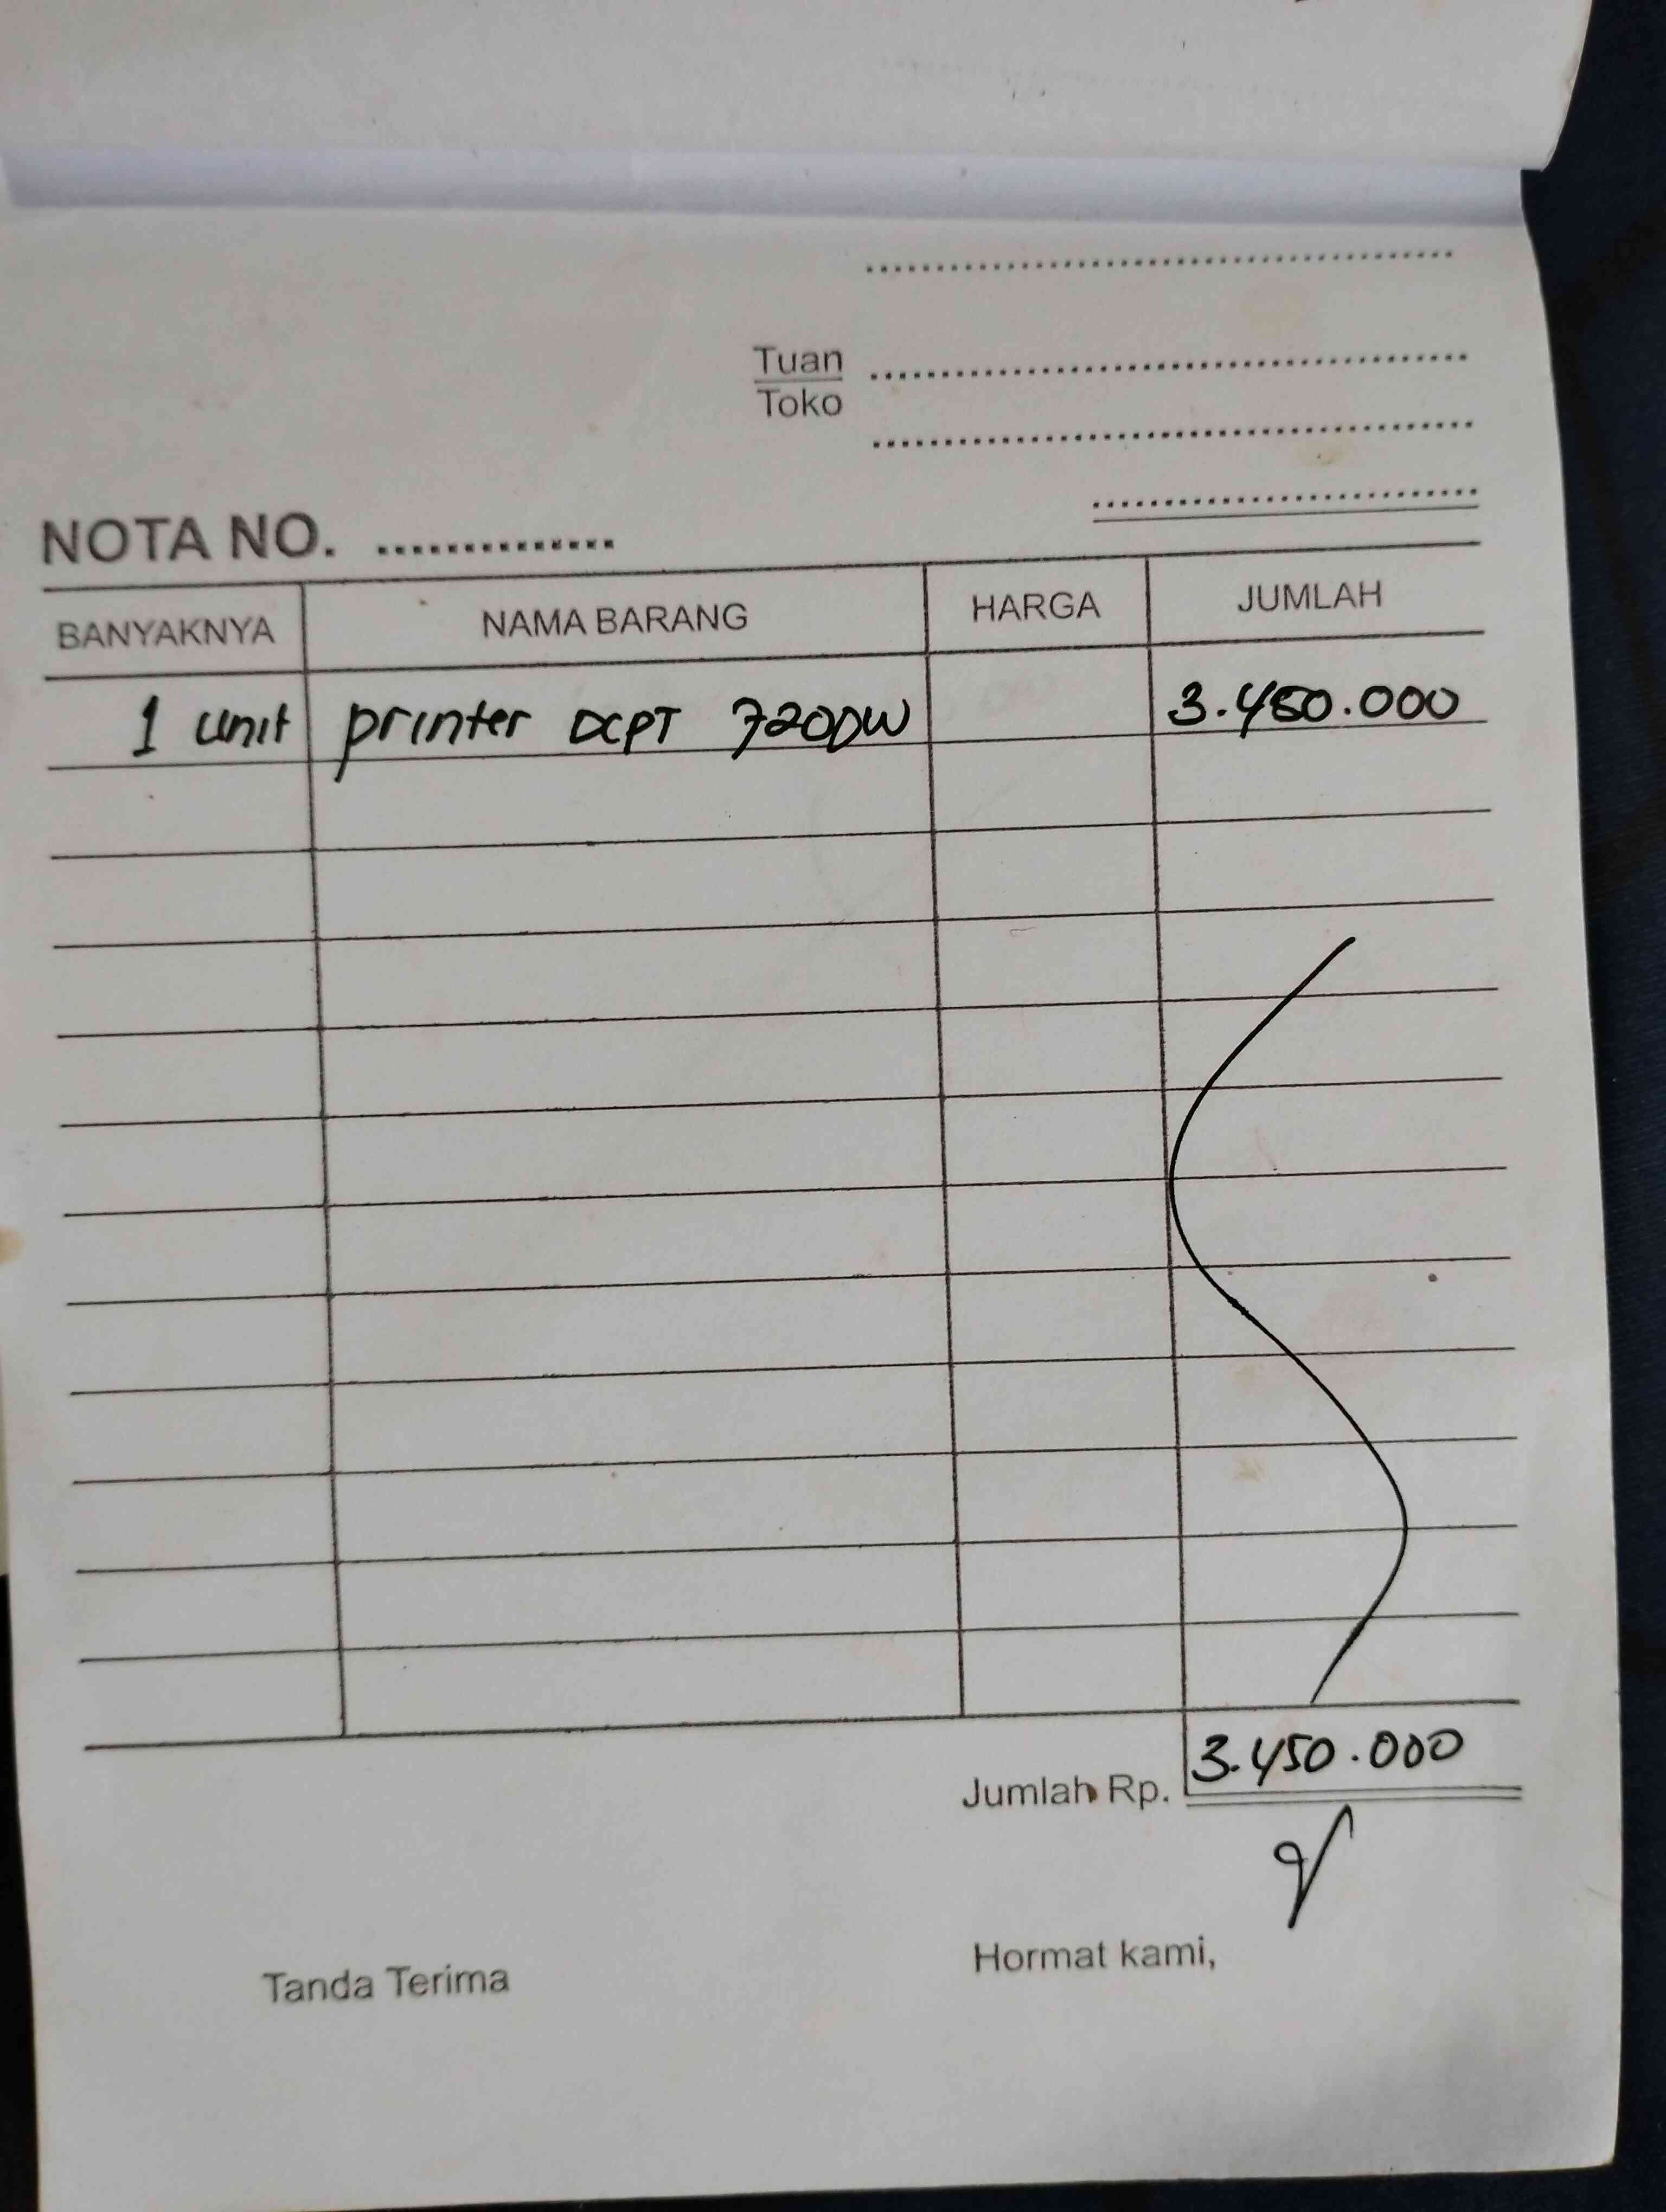 Tuan
Toko
NOTA NO. ..............
BANYAKNYA NAMA BARANG HARGA JUMLAH
1 unit printer DCPT 720DW 3.450.000
Jumlah Rp. 3.450.000
Tanda Terima Hormat kami,